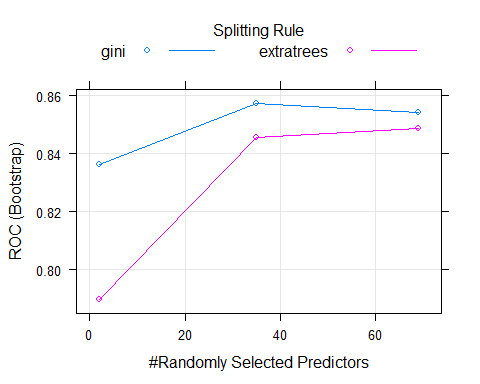 Splitting Rule
gini extratrees
0.86
0.84
0.82
0.80
ROC (Bootstrap)
0 20 40 60
#Randomly Selected Predictors